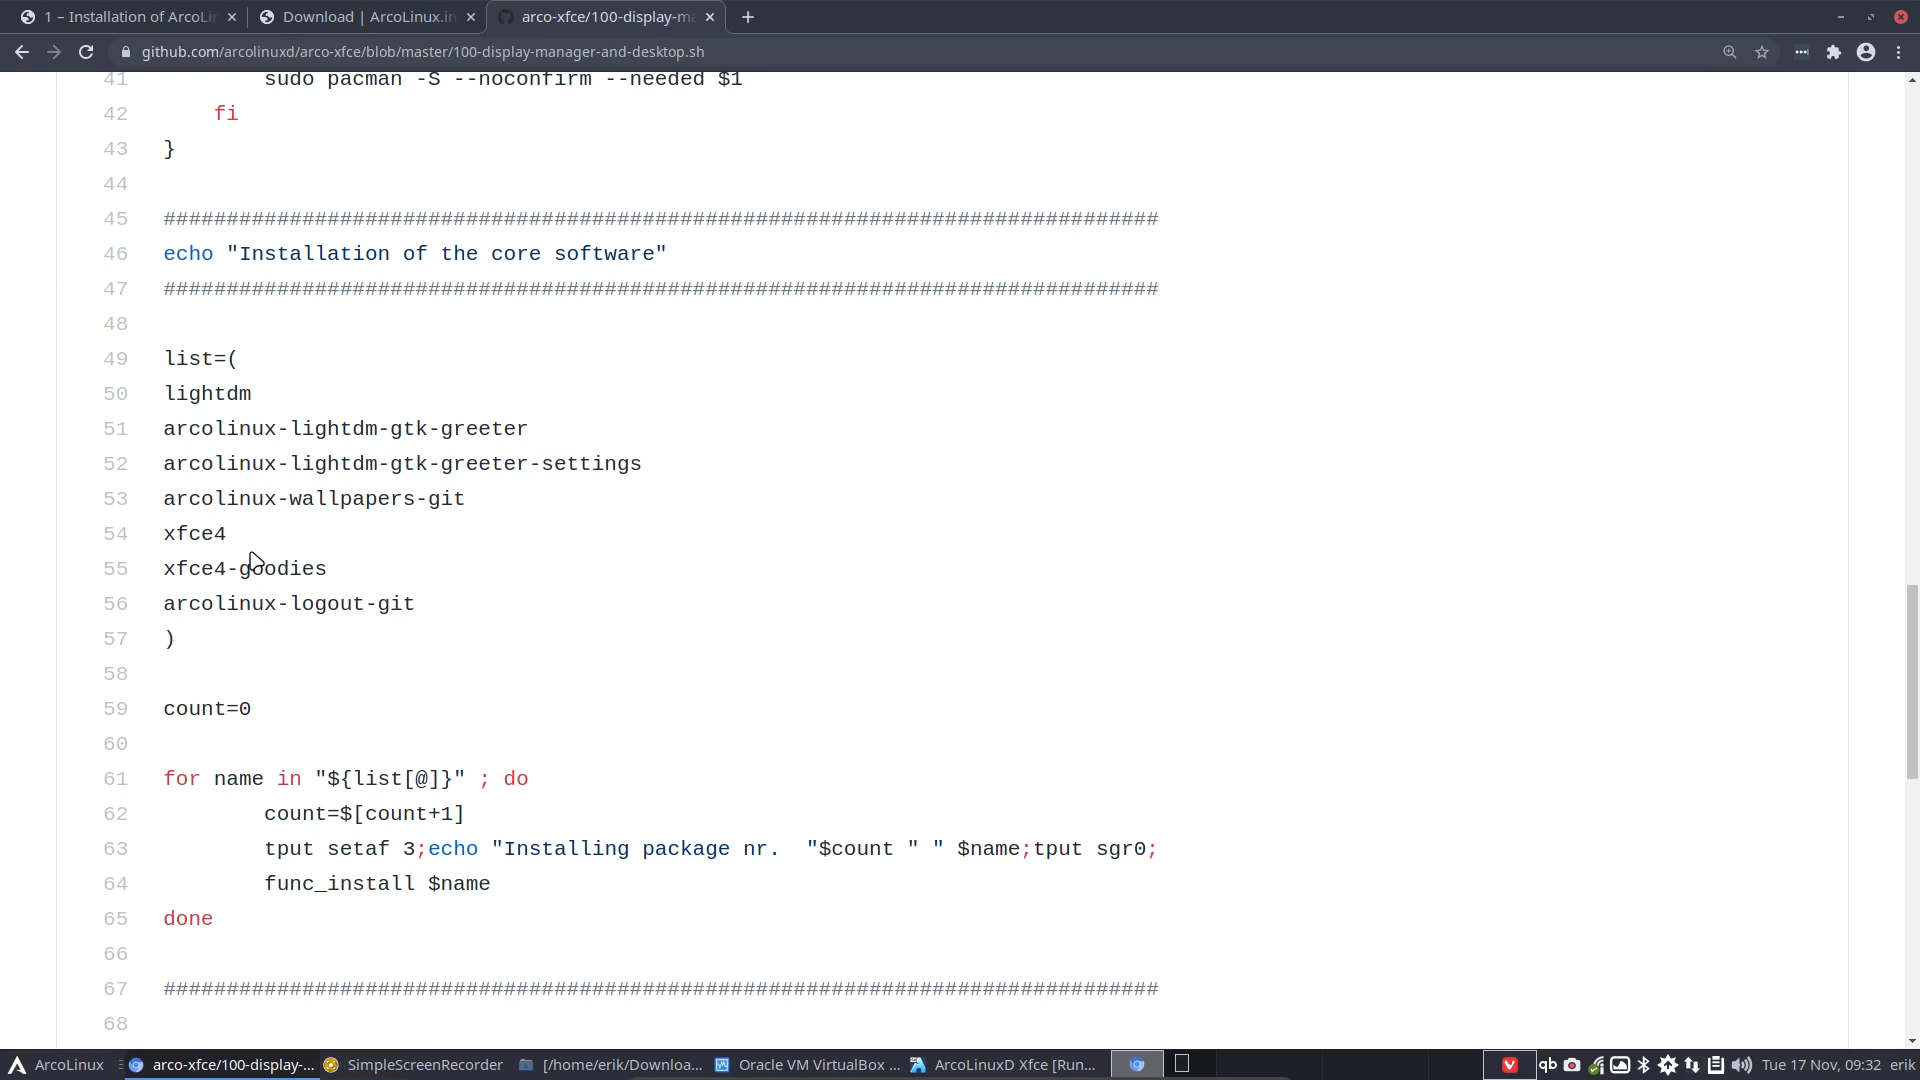 1 – Installation of ArcoLin
Download | ArcoLinux.in
arco-xfce/100-display-ma
github.com/arcolinuxd/arco-xfce/blob/master/100-display-manager-and-desktop.sh
41 sudo pacman -S --noconfirm --needed $1
42 fi
43 }
44
45 ###############################################################################
46 echo "Installation of the core software"
47 ###############################################################################
48
49 list=(
50 lightdm
51 arcolinux-lightdm-gtk-greeter
52 arcolinux-lightdm-gtk-greeter-settings
53 arcolinux-wallpapers-git
54 xfce4
55 xfce4-goodies
56 arcolinux-logout-git
57 )
58
59 count=0
60
61 for name in "${list[@]}" ; do
62 count=$[count+1]
63 tput setaf 3;echo "Installing package nr.  "$count " " $name;tput sgr0;
64 func_install $name
65 done
66
67 ###############################################################################
68
ArcoLinux
arco-xfce/100-display-...
SimpleScreenRecorder
[/home/erik/Downloa...
Oracle VM VirtualBox ...
ArcoLinuxD Xfce [Run...
qb
Tue 17 Nov, 09:32
erik